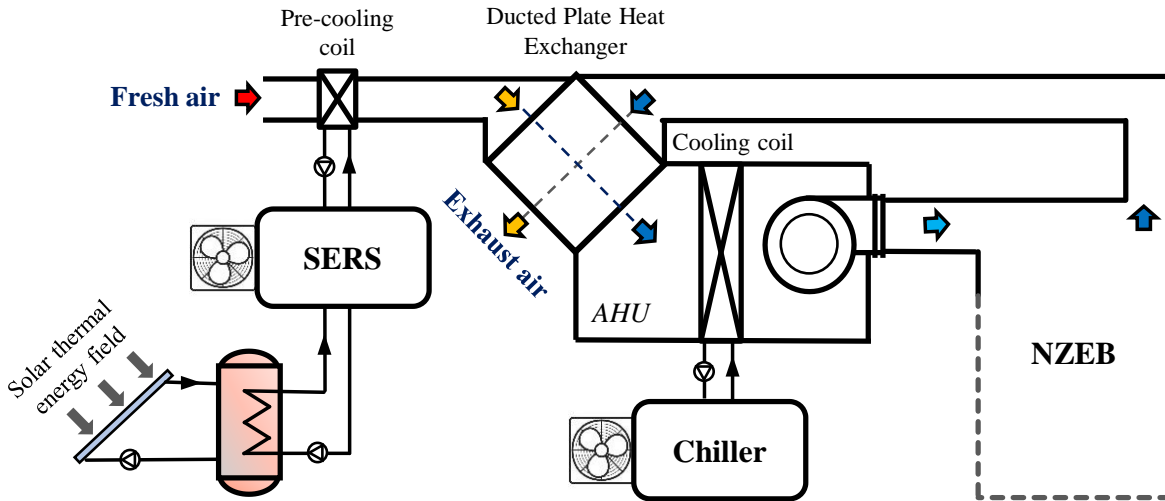 Pre-cooling
coil
Ducted Plate Heat
Exchanger
Fresh air
Cooling coil
Exhaust air
SERS
AHU
NZEB
Solar thermal
energy field
Chiller